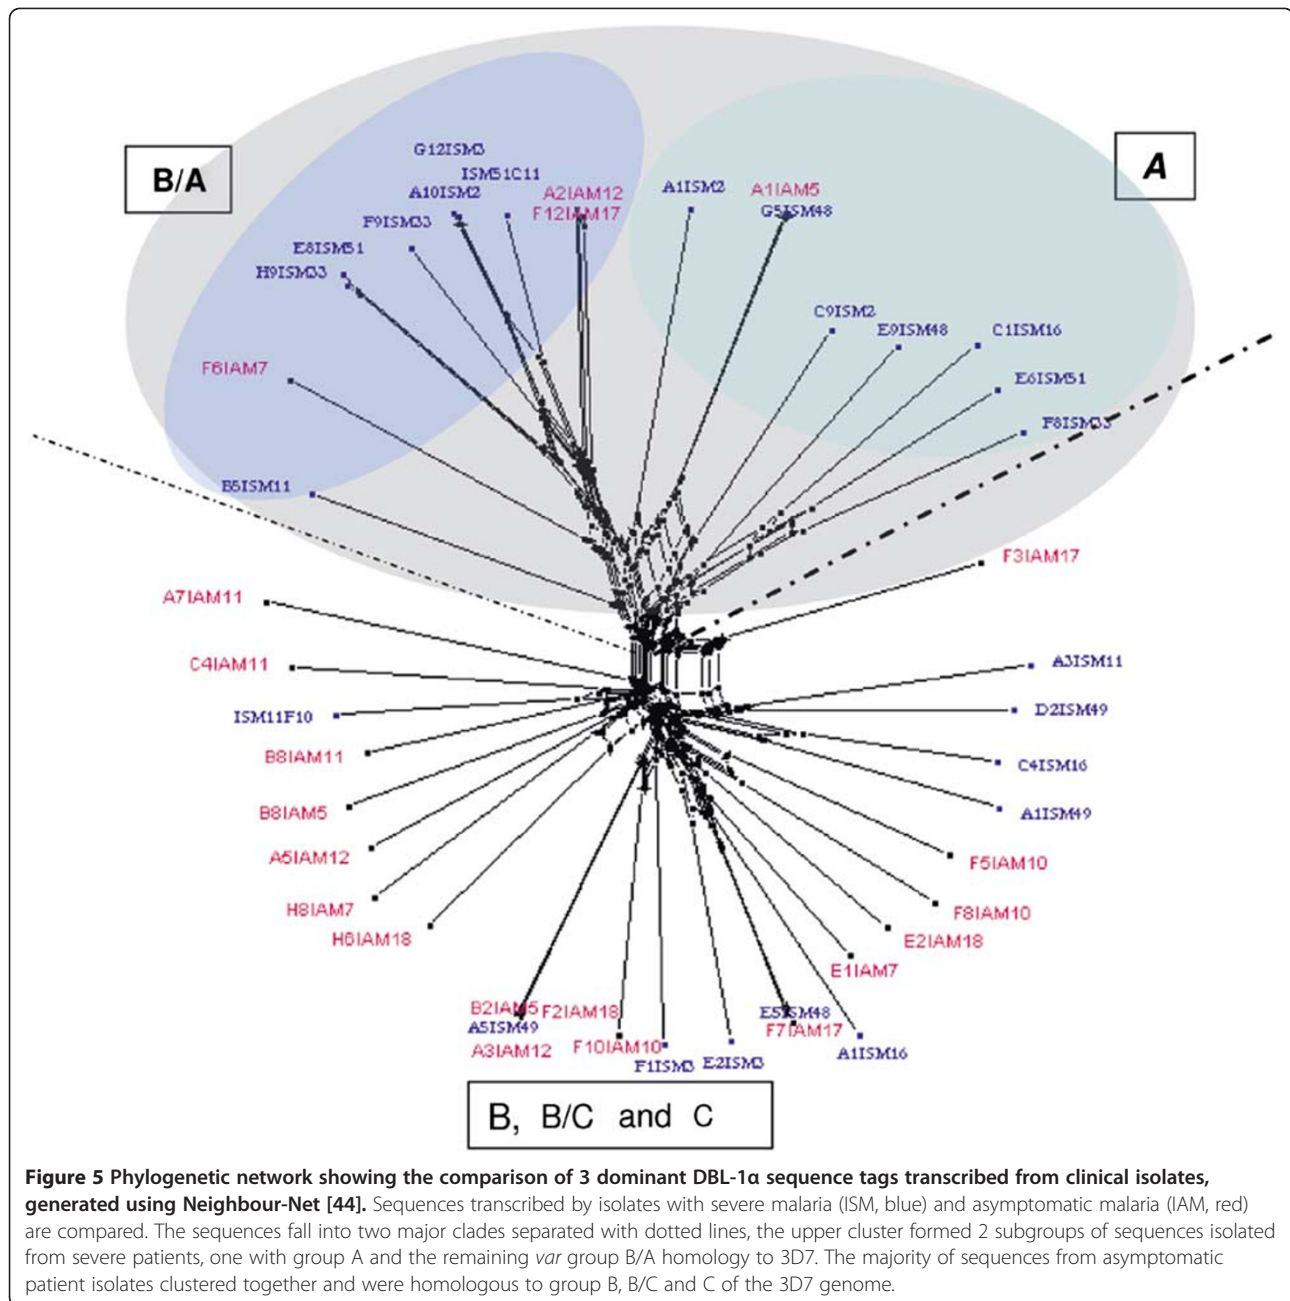 G12ISM3
B/A
A
ISM51C11
A10ISM2
A2IAM12
A1ISM2
A1IAM5
F9ISM33
F12IAM17
G5ISM48
E8ISM51
H9ISM33
C9ISM2
E9ISM48
C1ISM16
F6IAM7
E6ISM51
F8ISM33
B5ISM11
F3IAM17
A7IAM11
C4IAM11
A3ISM11
ISM11F10
D2ISM49
B8IAM11
C4ISM16
B8IAM5
A1ISM49
A5IAM12
F5IAM10
H8IAM7
F8IAM10
H6IAM18
E2IAM18
E1IAM7
B2IAM5 F2IAM18
E5ISM48
A5ISM49
F7IAM17
A3IAM12
F10IAM10
F1ISM3
E2ISM3
A1ISM16
B, B/C and C
Figure 5 Phylogenetic network showing the comparison of 3 dominant DBL-1α sequence tags transcribed from clinical isolates,
generated using Neighbour-Net [44]. Sequences transcribed by isolates with severe malaria (ISM, blue) and asymptomatic malaria (IAM, red)
are compared. The sequences fall into two major clades separated with dotted lines, the upper cluster formed 2 subgroups of sequences isolated
from severe patients, one with group A and the remaining var group B/A homology to 3D7. The majority of sequences from asymptomatic
patient isolates clustered together and were homologous to group B, B/C and C of the 3D7 genome.